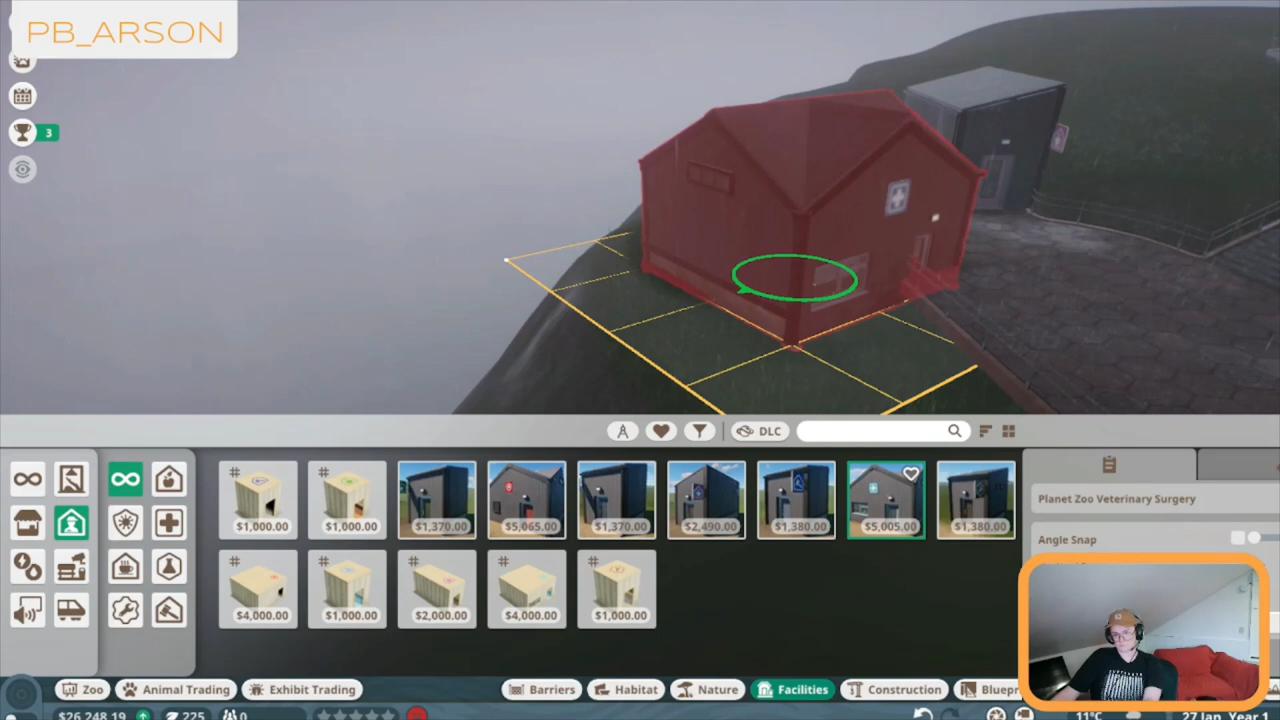 PB_ARSON
3
DLC
$1,000.00
$1,000.00
$1,370.00
$5,065.00
$1,370.00
$2,490.00
$1,380.00
$5,005.00
$1,380.00
$4,000.00
$1,000.00
$2,000.00
$4,000.00
$1,000.00
Planet Zoo Veterinary Surgery
Angle Snap
Zoo
Animal Trading
Exhibit Trading
Barriers
Habitat
Nature
Facilities
Construction
Bluepr
$26,248.19
225
0
11°C
27 Jan, Year 1